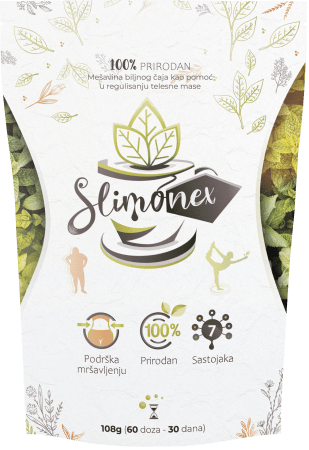 100% PRIRODAN
Mešavina biljnog čaja kao pomoć
u regulisanju telesne mase
Slimonex
100%
7
Podrška
mršavljenju
Prirodan
Sastojaka
108g (60 doza - 30 dana)